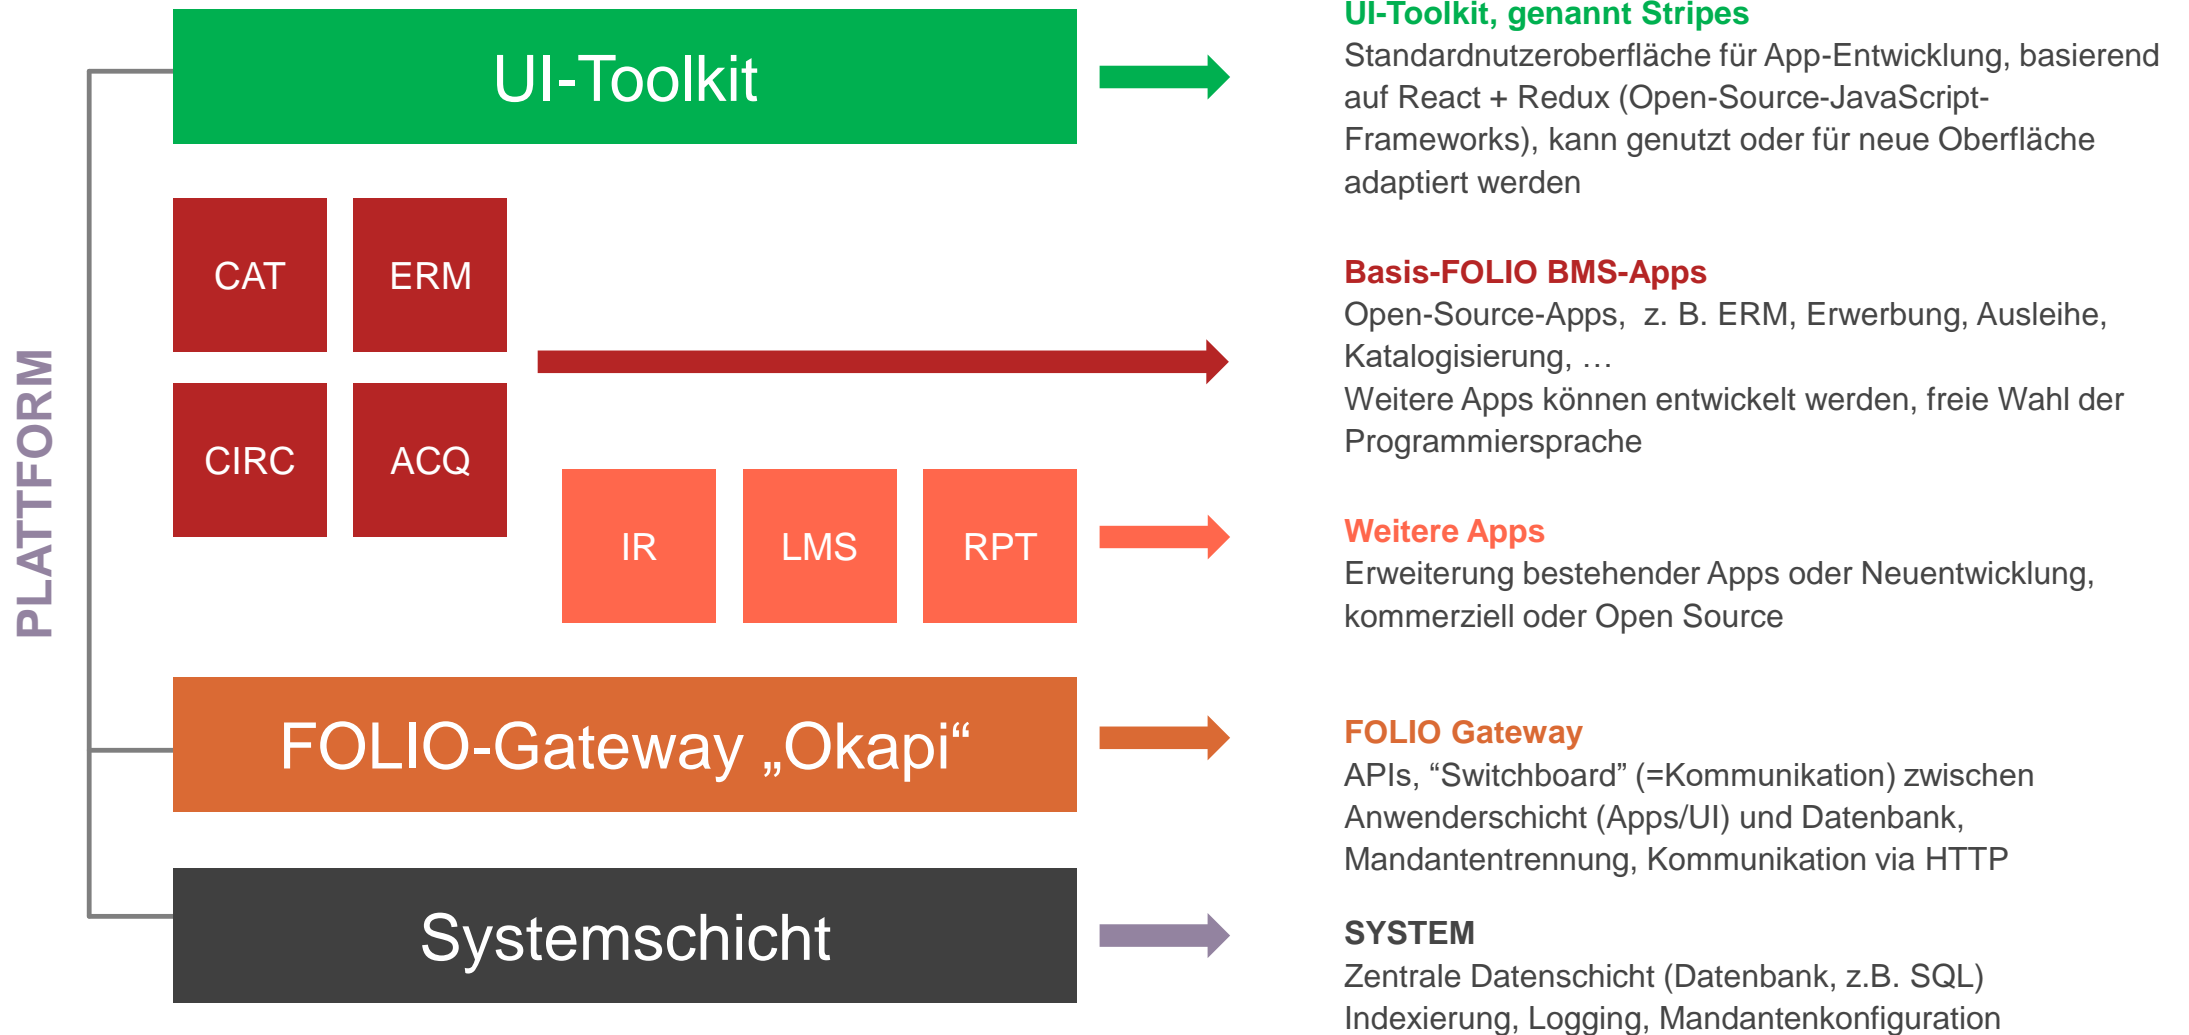 PLATTFORM
UI-Toolkit
CAT
ERM
CIRC
ACQ
IR
LMS
RPT
FOLIO-Gateway „Okapi“
Systemschicht
UI-Toolkit, genannt Stripes
Standardnutzeroberfläche für App-Entwicklung, basierend
auf React + Redux (Open-Source-JavaScript-
Frameworks), kann genutzt oder für neue Oberfläche
adaptiert werden
Basis-FOLIO BMS-Apps
Open-Source-Apps, z. B. ERM, Erwerbung, Ausleihe,
Katalogisierung, …
Weitere Apps können entwickelt werden, freie Wahl der
Programmiersprache
Weitere Apps
Erweiterung bestehender Apps oder Neuentwicklung,
kommerziell oder Open Source
FOLIO Gateway
APIs, “Switchboard” (=Kommunikation) zwischen
Anwenderschicht (Apps/UI) und Datenbank,
Mandantentrennung, Kommunikation via HTTP
SYSTEM
Zentrale Datenschicht (Datenbank, z.B. SQL)
Indexierung, Logging, Mandantenkonfiguration